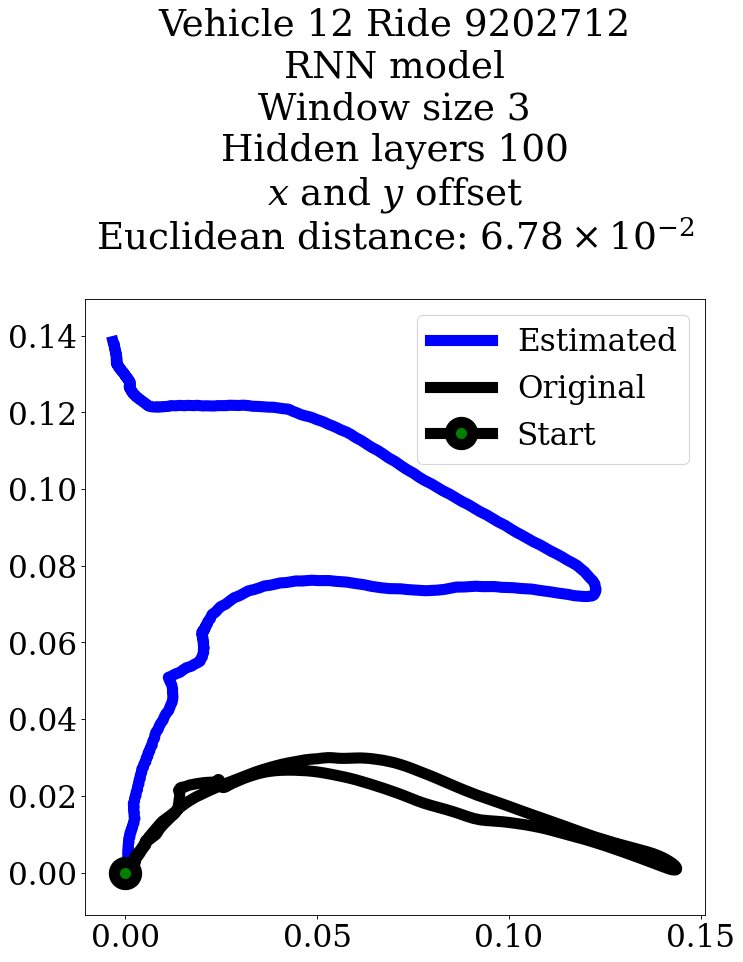 Vehicle 12 Ride 9202712
RNN model
Window size 3
Hidden layers 100
x and y offset
Euclidean distance: 6.78 × 10⁻²
Estimated
Original
Start
0.14
0.12
0.10
0.08
0.06
0.04
0.02
0.00
0.00 0.05 0.10 0.15